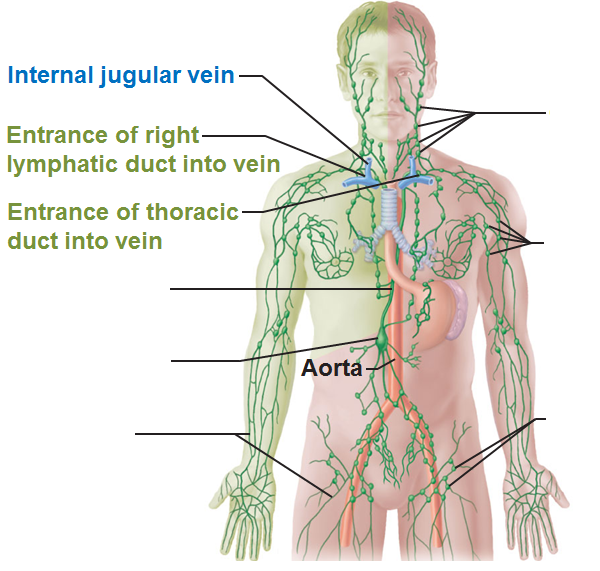 Internal jugular vein
Entrance of right
lymphatic duct into vein
Entrance of thoracic
duct into vein
Aorta